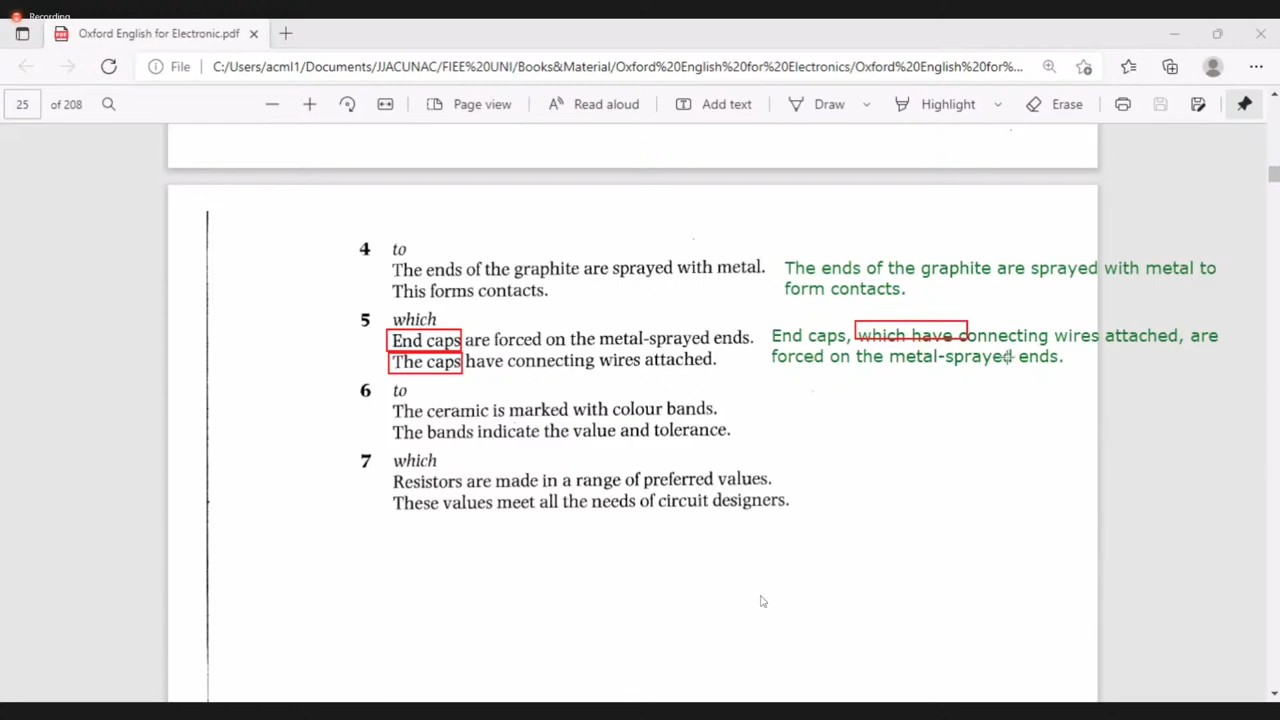 Recording
Oxford English for Electronic.pdf
File C:/Users/acml1/Documents/JJACUNAC/FIEE%20UNI/Books&Material/Oxford%20English%20for%20Electronics/Oxford%20English%20for%...
25 of 208 Page view Read aloud Add text Draw Highlight Erase
4 to
The ends of the graphite are sprayed with metal. The ends of the graphite are sprayed with metal to
This forms contacts. form contacts.
5 which
End caps are forced on the metal-sprayed ends. End caps, which have connecting wires attached, are
The caps have connecting wires attached. forced on the metal-sprayed ends.
6 to
The ceramic is marked with colour bands.
The bands indicate the value and tolerance.
7 which
Resistors are made in a range of preferred values.
These values meet all the needs of circuit designers.